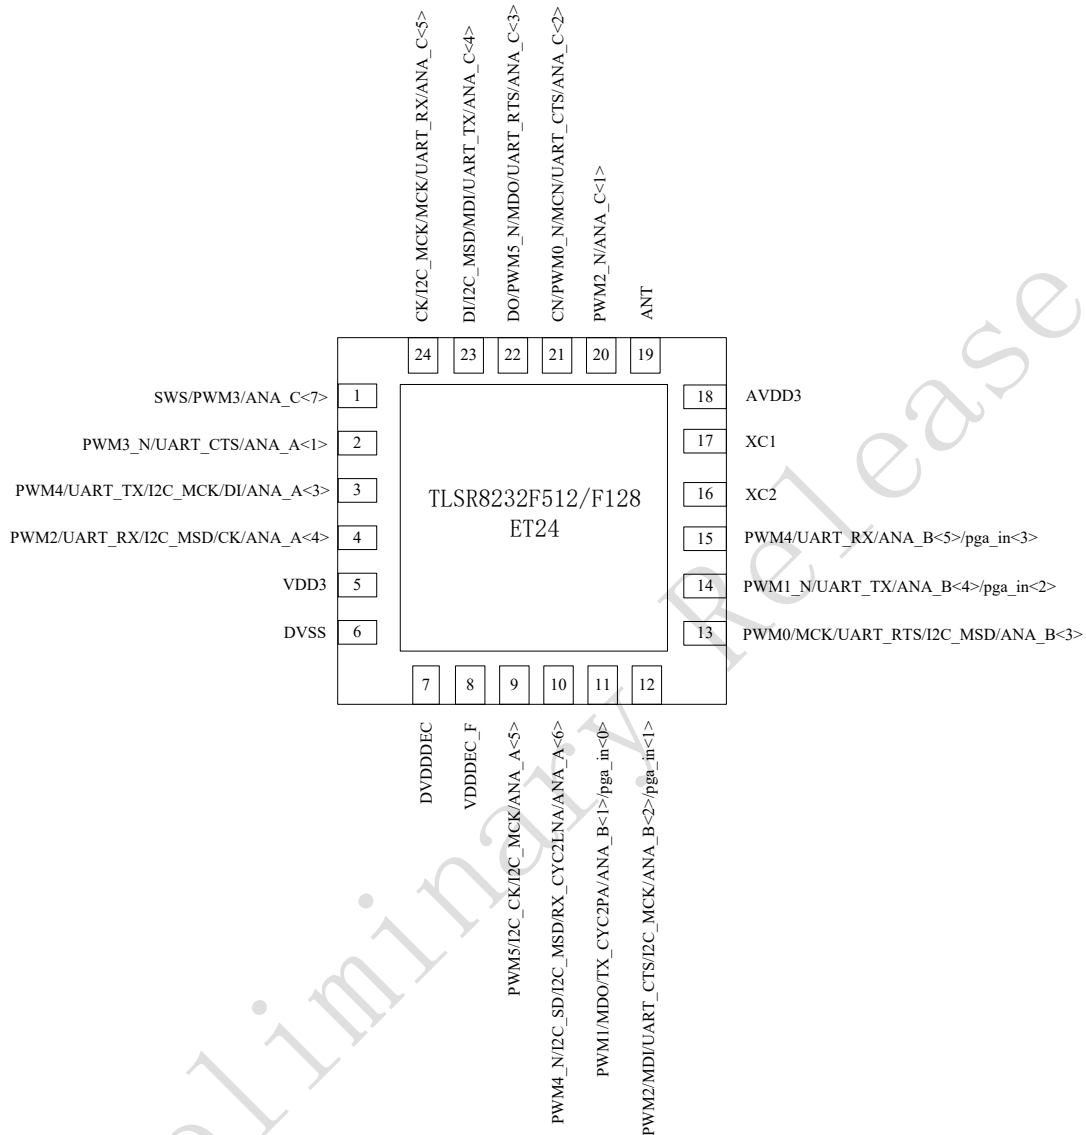 CK/I2C_MCK/MCK/UART_RX/ANA_C<5>
DI/I2C_MSD/MDI/UART_TX/ANA_C<4>
DO/PWM5_N/MDO/UART_RTS/ANA_C<3>
CN/PWM0_N/MCN/UART_CTS/ANA_C<2>
PWM2_N/ANA_C<1>
ANT
24 23 22 21 20 19
SWS/PWM3/ANA_C<7> 1
PWM3_N/UART_CTS/ANA_A<1> 2
PWM4/UART_TX/I2C_MCK/DI/ANA_A<3> 3
PWM2/UART_RX/I2C_MSD/CK/ANA_A<4> 4
VDD3 5
DVSS 6
TLSR8232F512/F128
ET24
18 AVDD3
17 XC1
16 XC2
15 PWM4/UART_RX/ANA_B<5>/pga_in<3>
14 PWM1_N/UART_TX/ANA_B<4>/pga_in<2>
13 PWM0/MCK/UART_RTS/I2C_MSD/ANA_B<3>
7 8 9 10 11 12
DVDDDEC
VDDDEC_F
PWM5/I2C_CK/I2C_MCK/ANA_A<5>
PWM4_N/I2C_SD/I2C_MSD/RX_CYC2LNA/ANA_A<6>
PWM1/MDO/TX_CYC2PA/ANA_B<1>/pga_in<0>
PWM2/MDI/UART_CTS/I2C_MCK/ANA_B<2>/pga_in<1>
eliminary Release